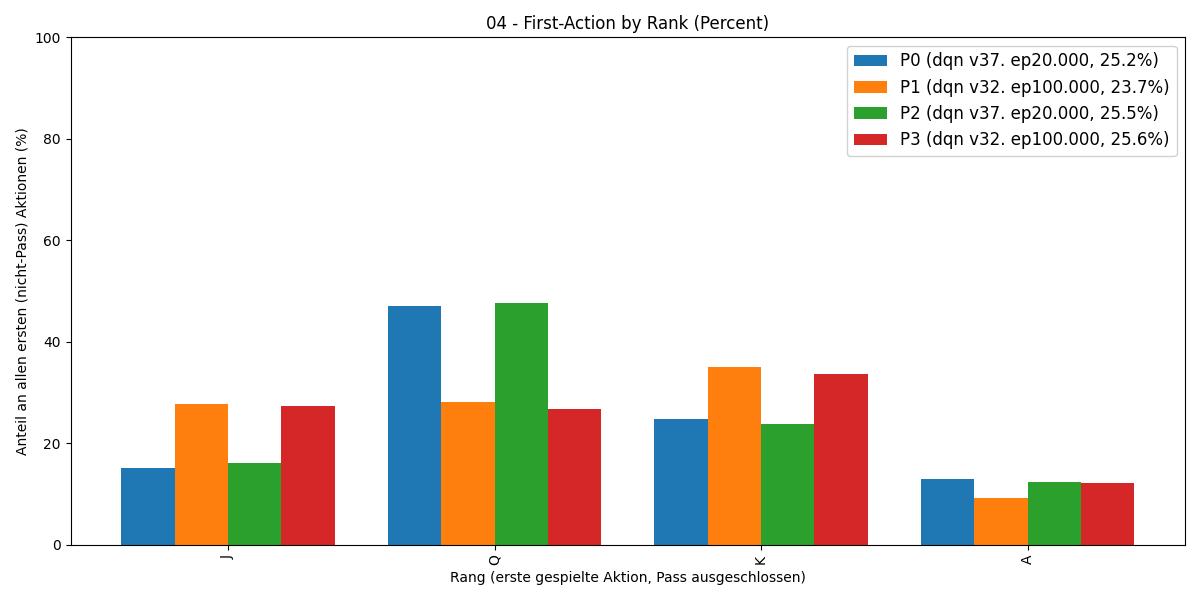 04 - First-Action by Rank (Percent)
P0 (dqn v37. ep20.000, 25.2%)
P1 (dqn v32. ep100.000, 23.7%)
P2 (dqn v37. ep20.000, 25.5%)
P3 (dqn v32. ep100.000, 25.6%)
Anteil an allen ersten (nicht-Pass) Aktionen (%)
100
80
60
40
20
0
J
Q
K
A
Rang (erste gespielte Aktion, Pass ausgeschlossen)